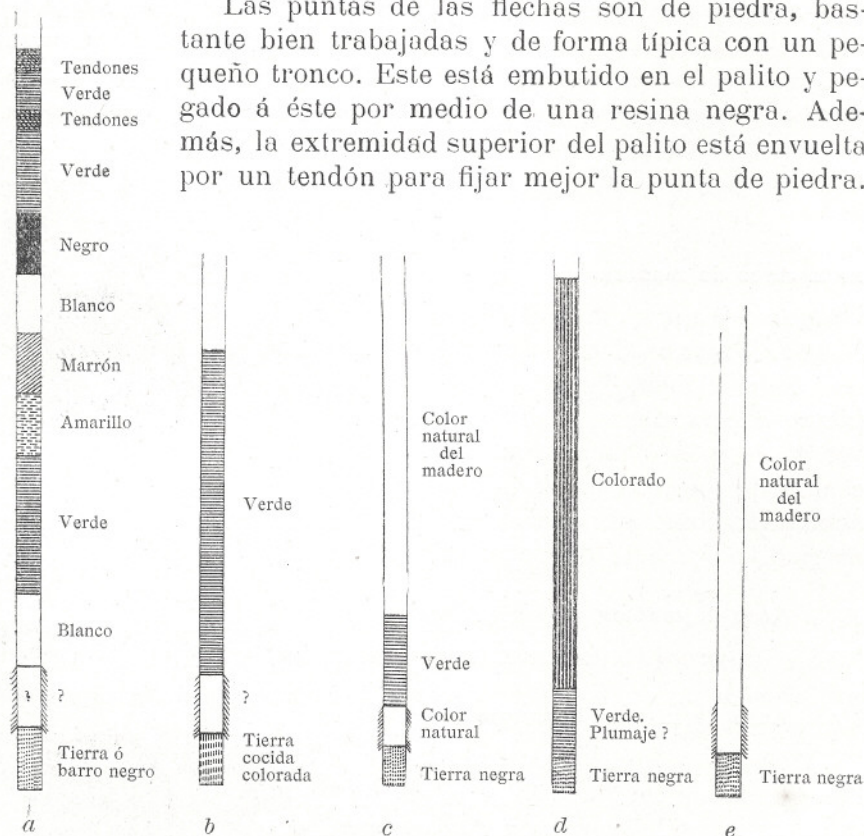 Las puntas de las flechas son de piedra, bas-
tante bien trabajadas y de forma típica con un pe-
queño tronco. Este está embutido en el palito y pe-
gado á éste por medio de una resina negra. Ade-
más, la extremidad superior del palito está envuelta
por un tendón para fijar mejor la punta de piedra.
Tendones
Verde
Tendones
Verde
Negro
Blanco
Marrón
Amarillo
Verde
Blanco
? ?
Tierra ó
barro negro
a
Verde
?
Tierra
cocida
colorada
b
Color
natural
del
madero
Verde
Color
natural
Tierra negra
c
Colorado
Verde.
Plumaje ?
Tierra negra
d
Color
natural
del
madero
Tierra negra
e